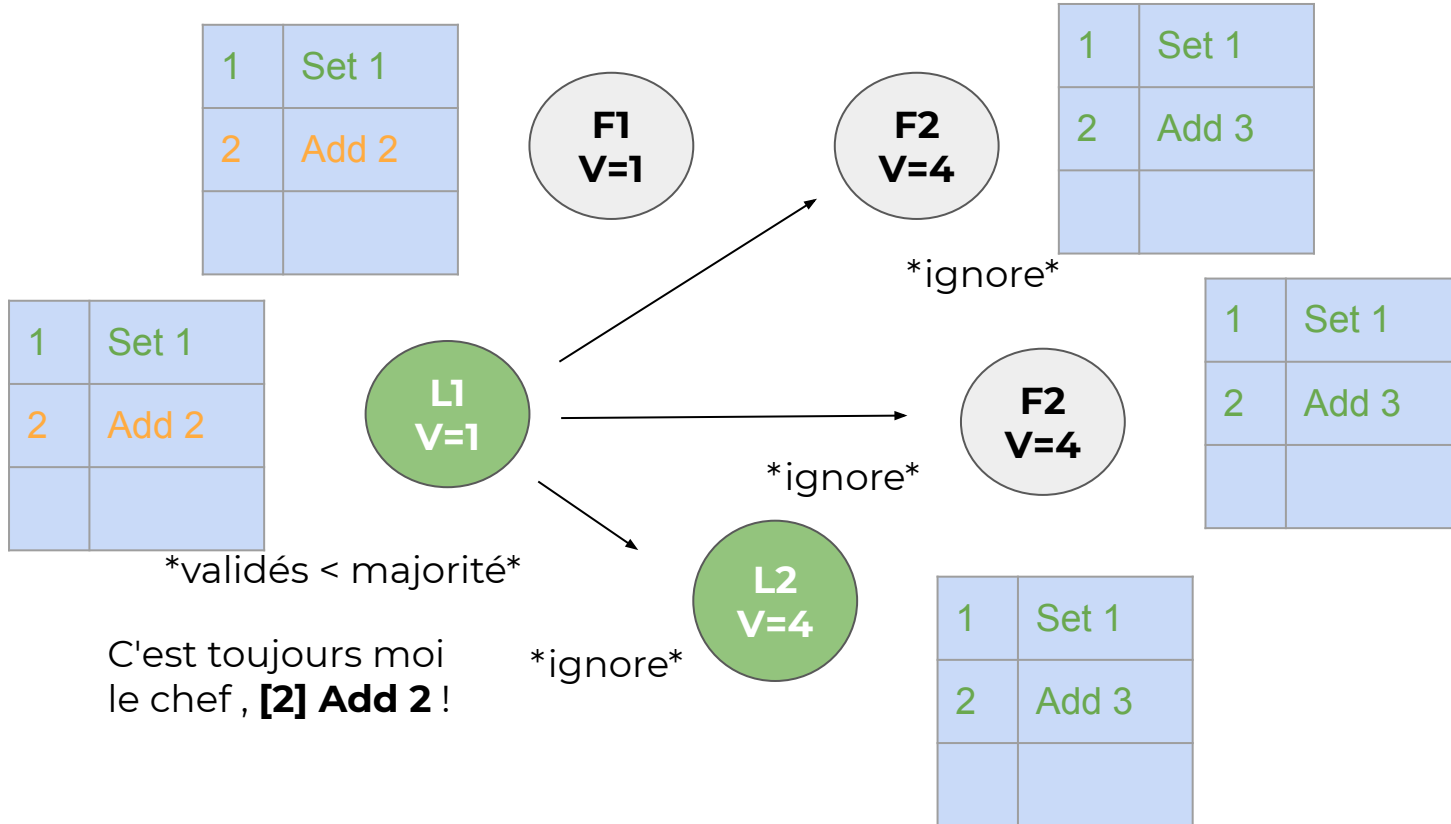 1 Set 1
2 Add 2
F1
V=1
F2
V=4
1 Set 1
2 Add 3
*ignore*
1 Set 1
2 Add 2
L1
V=1
F2
V=4
1 Set 1
2 Add 3
*ignore*
*validés < majorité*
L2
V=4
C'est toujours moi
le chef , [2] Add 2 !
*ignore*
1 Set 1
2 Add 3